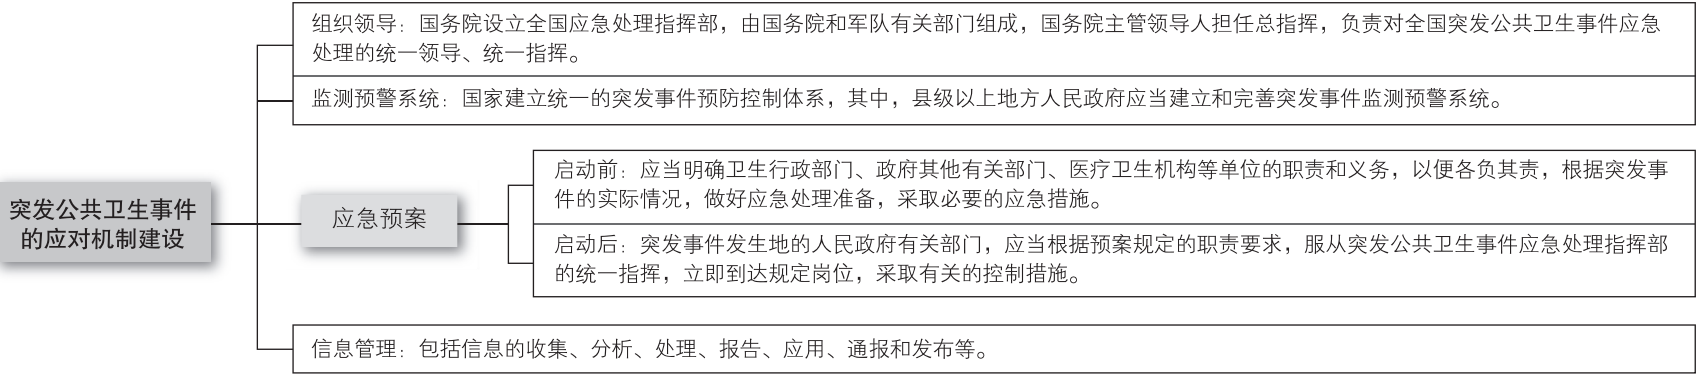 组织领导：国务院设立全国应急处理指挥部，由国务院和军队有关部门组成，国务院主管领导人担任总指挥，负责对全国突发公共卫生事件应急
处理的统一领导、统一指挥。
监测预警系统：国家建立统一的突发事件预防控制体系，其中，县级以上地方人民政府应当建立和完善突发事件监测预警系统。
突发公共卫生事件
的应对机制建设
应急预案
启动前：应当明确卫生行政部门、政府其他有关部门、医疗卫生机构等单位的职责和义务，以便各负其责，根据突发事
件的实际情况，做好应急处理准备，采取必要的应急措施。
启动后：突发事件发生地的人民政府有关部门，应当根据预案规定的职责要求，服从突发公共卫生事件应急处理指挥部
的统一指挥，立即到达规定岗位，采取有关的控制措施。
信息管理：包括信息的收集、分析、处理、报告、应用、通报和发布等。